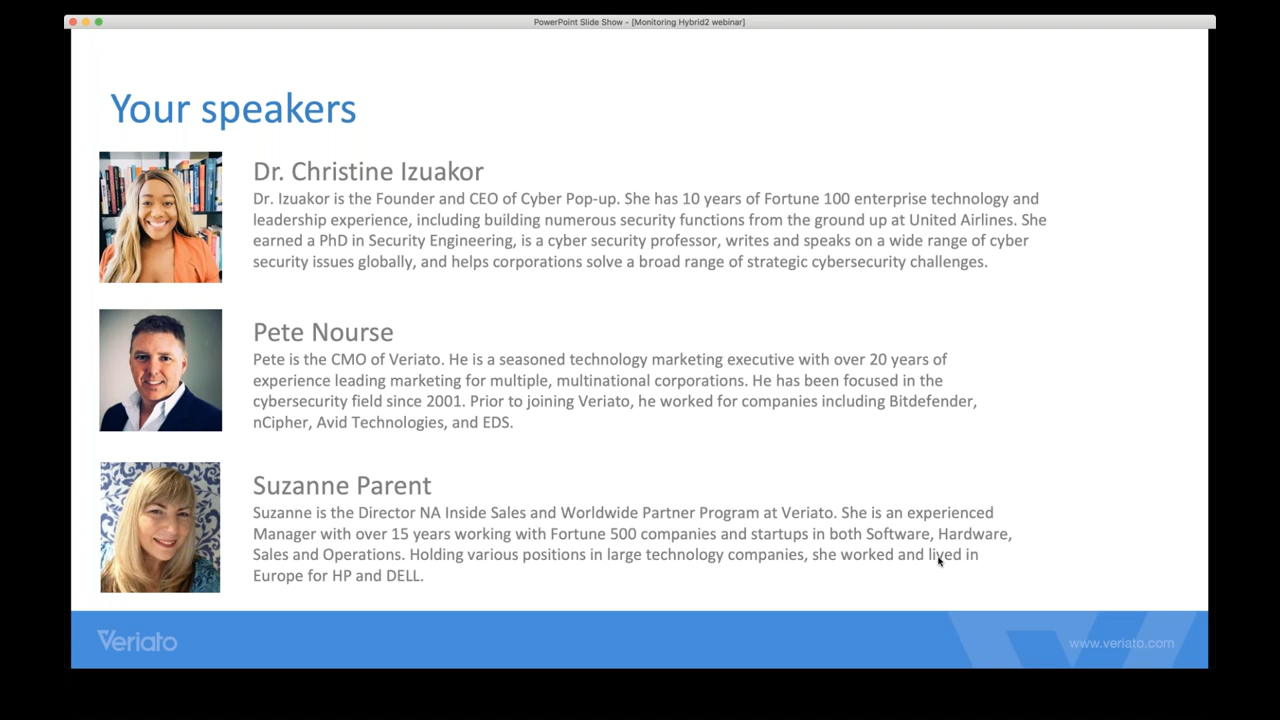 PowerPoint Slide Show - [Monitoring Hybrid2 webinar]
Your speakers
Dr. Christine Izuakor
Dr. Izuakor is the Founder and CEO of Cyber Pop-up. She has 10 years of Fortune 100 enterprise technology and
leadership experience, including building numerous security functions from the ground up at United Airlines. She
earned a PhD in Security Engineering, is a cyber security professor, writes and speaks on a wide range of cyber
security issues globally, and helps corporations solve a broad range of strategic cybersecurity challenges.
Pete Nourse
Pete is the CMO of Veriato. He is a seasoned technology marketing executive with over 20 years of
experience leading marketing for multiple, multinational corporations. He has been focused in the
cybersecurity field since 2001. Prior to joining Veriato, he worked for companies including Bitdefender,
nCipher, Avid Technologies, and EDS.
Suzanne Parent
Suzanne is the Director NA Inside Sales and Worldwide Partner Program at Veriato. She is an experienced
Manager with over 15 years working with Fortune 500 companies and startups in both Software, Hardware,
Sales and Operations. Holding various positions in large technology companies, she worked and lived in
Europe for HP and DELL.
Veriato
www.veriato.com